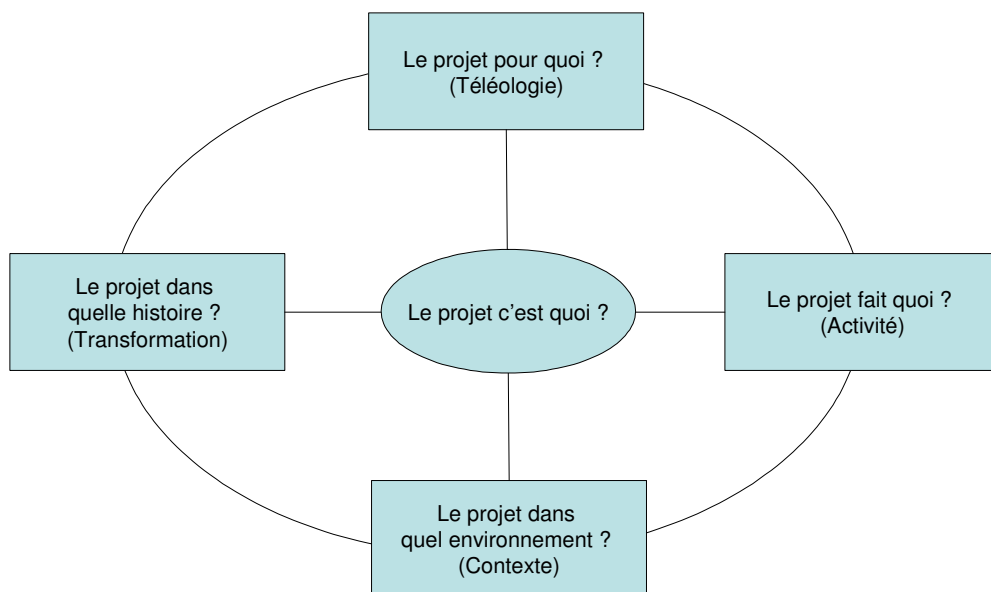 Le projet pour quoi ?
(Téléologie)
Le projet dans
quelle histoire ?
(Transformation)
Le projet c'est quoi ?
Le projet fait quoi ?
(Activité)
Le projet dans
quel environnement ?
(Contexte)